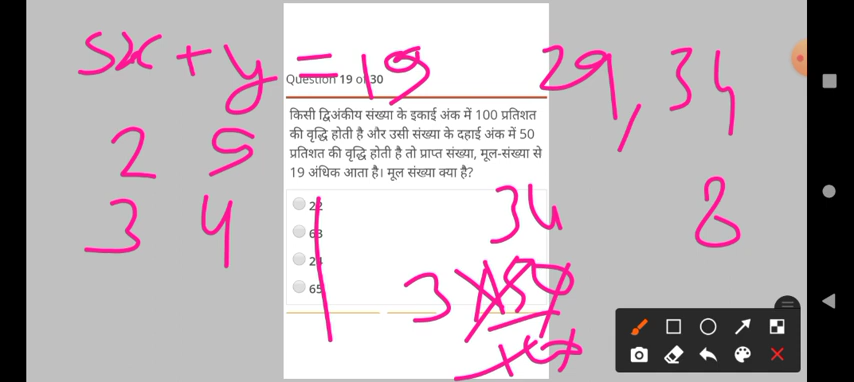 5x + y = 19
29, 34
Question 19 of 30
किसी द्विअंकीय संख्या के इकाई अंक में 100 प्रतिशत
की वृद्धि होती है और उसी संख्या के दहाई अंक में 50
प्रतिशत की वृद्धि होती है तो प्राप्त संख्या, मूल-संख्या से
19 अंधिक आता है। मूल संख्या क्या है?
2 9
3 4
22
63
24
65
34
8
3